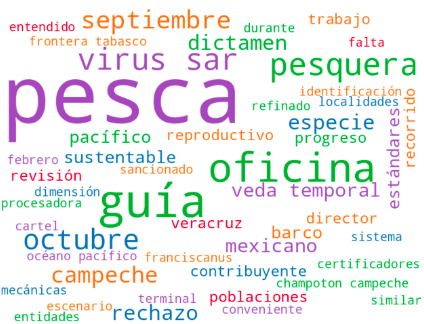 entendido septiembre trabajo
frontera tabasco durante
dictamen falta
virus sar pesquera
pesca identificación
refinado localidades
especie recorrido
pacífico reproductivo progreso
febrero sustentable estándares
revisión sancionado oficina
dimensión veda temporal
procesadora guía
veracruz director
cartel barco
octubre mexicano sistema
océano pacífico franciscanus certificadores
campeche contribuyente
mecánicas champoton campeche
escenario terminal poblaciones similar
entidades rechazo conveniente